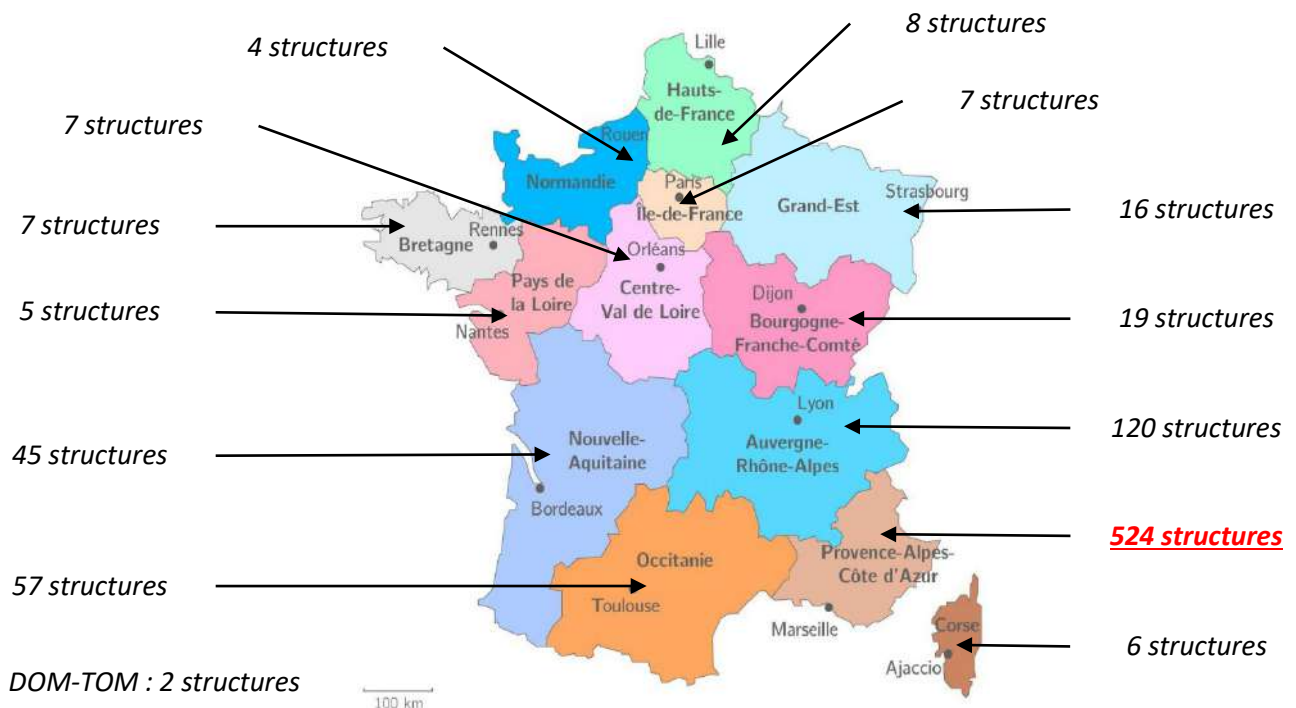 8 structures
4 structures
Lille
Hauts-
de-France
7 structures
7 structures
Rouen
Normandie
Paris
Île-de-France
Grand-Est
Strasbourg
16 structures
7 structures
Rennes
Bretagne
Orléans
Centre-
Val de Loire
Pays de
la Loire
Nantes
5 structures
Dijon
Bourgogne-
Franche-Comté
19 structures
Lyon
Auvergne-
Rhône-Alpes
120 structures
45 structures
Nouvelle-
Aquitaine
Bordeaux
524 structures
Provence-Alpes-
Côte d'Azur
57 structures
Occitanie
Toulouse
Marseille
Corse
Ajaccio
6 structures
DOM-TOM : 2 structures
100 km